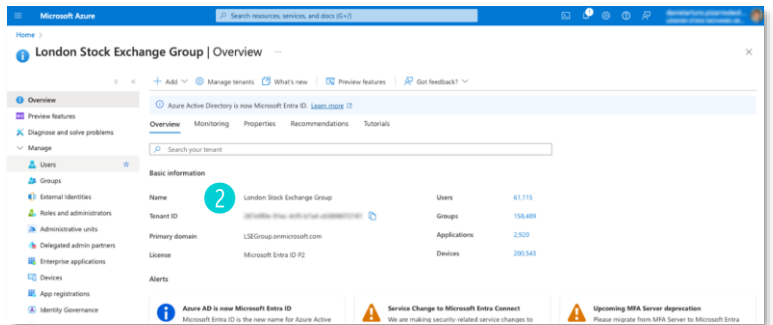 Microsoft Azure
Search resources, services, and docs (G+/)
Home >
London Stock Exchange Group | Overview ...
+ Add Manage tenants What's new Preview features Got feedback?
Overview
Preview features
Diagnose and solve problems
Manage
Users
Groups
External Identities
Roles and administrators
Administrative units
Delegated admin partners
Enterprise applications
Devices
App registrations
Identity Governance
Azure Active Directory is now Microsoft Entra ID. Learn more
Overview Monitoring Properties Recommendations Tutorials
Search your tenant
Basic information
2
Name London Stock Exchange Group Users 61,115
Tenant ID Groups 158,489
Primary domain LSEGroup.onmicrosoft.com Applications 2,920
License Microsoft Entra ID P2 Devices 200,543
Alerts
Azure AD is now Microsoft Entra ID
Microsoft Entra ID is the new name for Azure Active
Service Change to Microsoft Entra Connect
We are making security-related service changes to
Upcoming MFA Server deprecation
Please migrate from MFA Server to Microsoft Entra